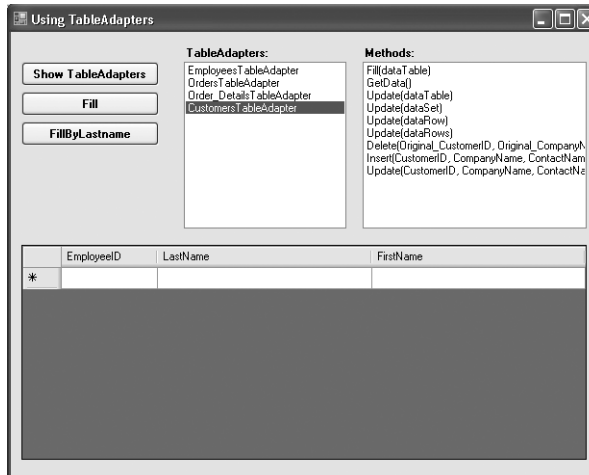 Using TableAdapters
Show TableAdapters
Fill
FillByLastname
TableAdapters:
EmployeesTableAdapter
OrdersTableAdapter
Order_DetailsTableAdapter
CustomersTableAdapter
Methods:
Fill(dataTable)
GetData()
Update(dataTable)
Update(dataSet)
Update(dataRow)
Update(dataRows)
Delete(Original_CustomerID, Original_CompanyN
Insert(CustomerID, CompanyName, ContactNam
Update(CustomerID, CompanyName, ContactNa
EmployeeID LastName FirstName
*